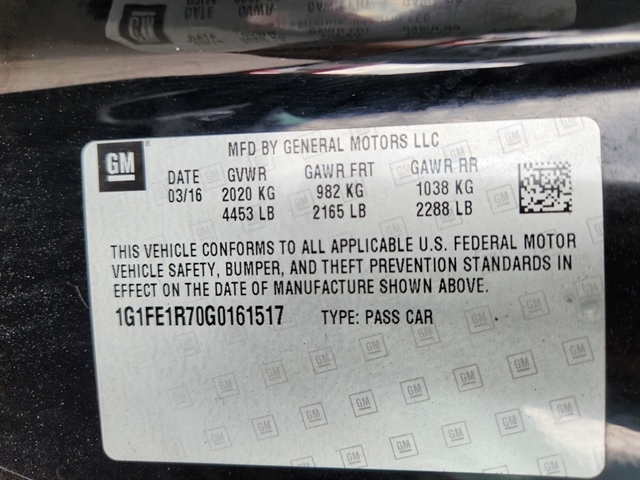 GM
MFD BY GENERAL MOTORS LLC
DATE GVWR GAWR FRT GAWR RR
03/16 2020 KG 982 KG 1038 KG
4453 LB 2165 LB 2288 LB
THIS VEHICLE CONFORMS TO ALL APPLICABLE U.S. FEDERAL MOTOR
VEHICLE SAFETY, BUMPER, AND THEFT PREVENTION STANDARDS IN
EFFECT ON THE DATE OF MANUFACTURE SHOWN ABOVE.
1G1FE1R70G0161517 TYPE: PASS CAR